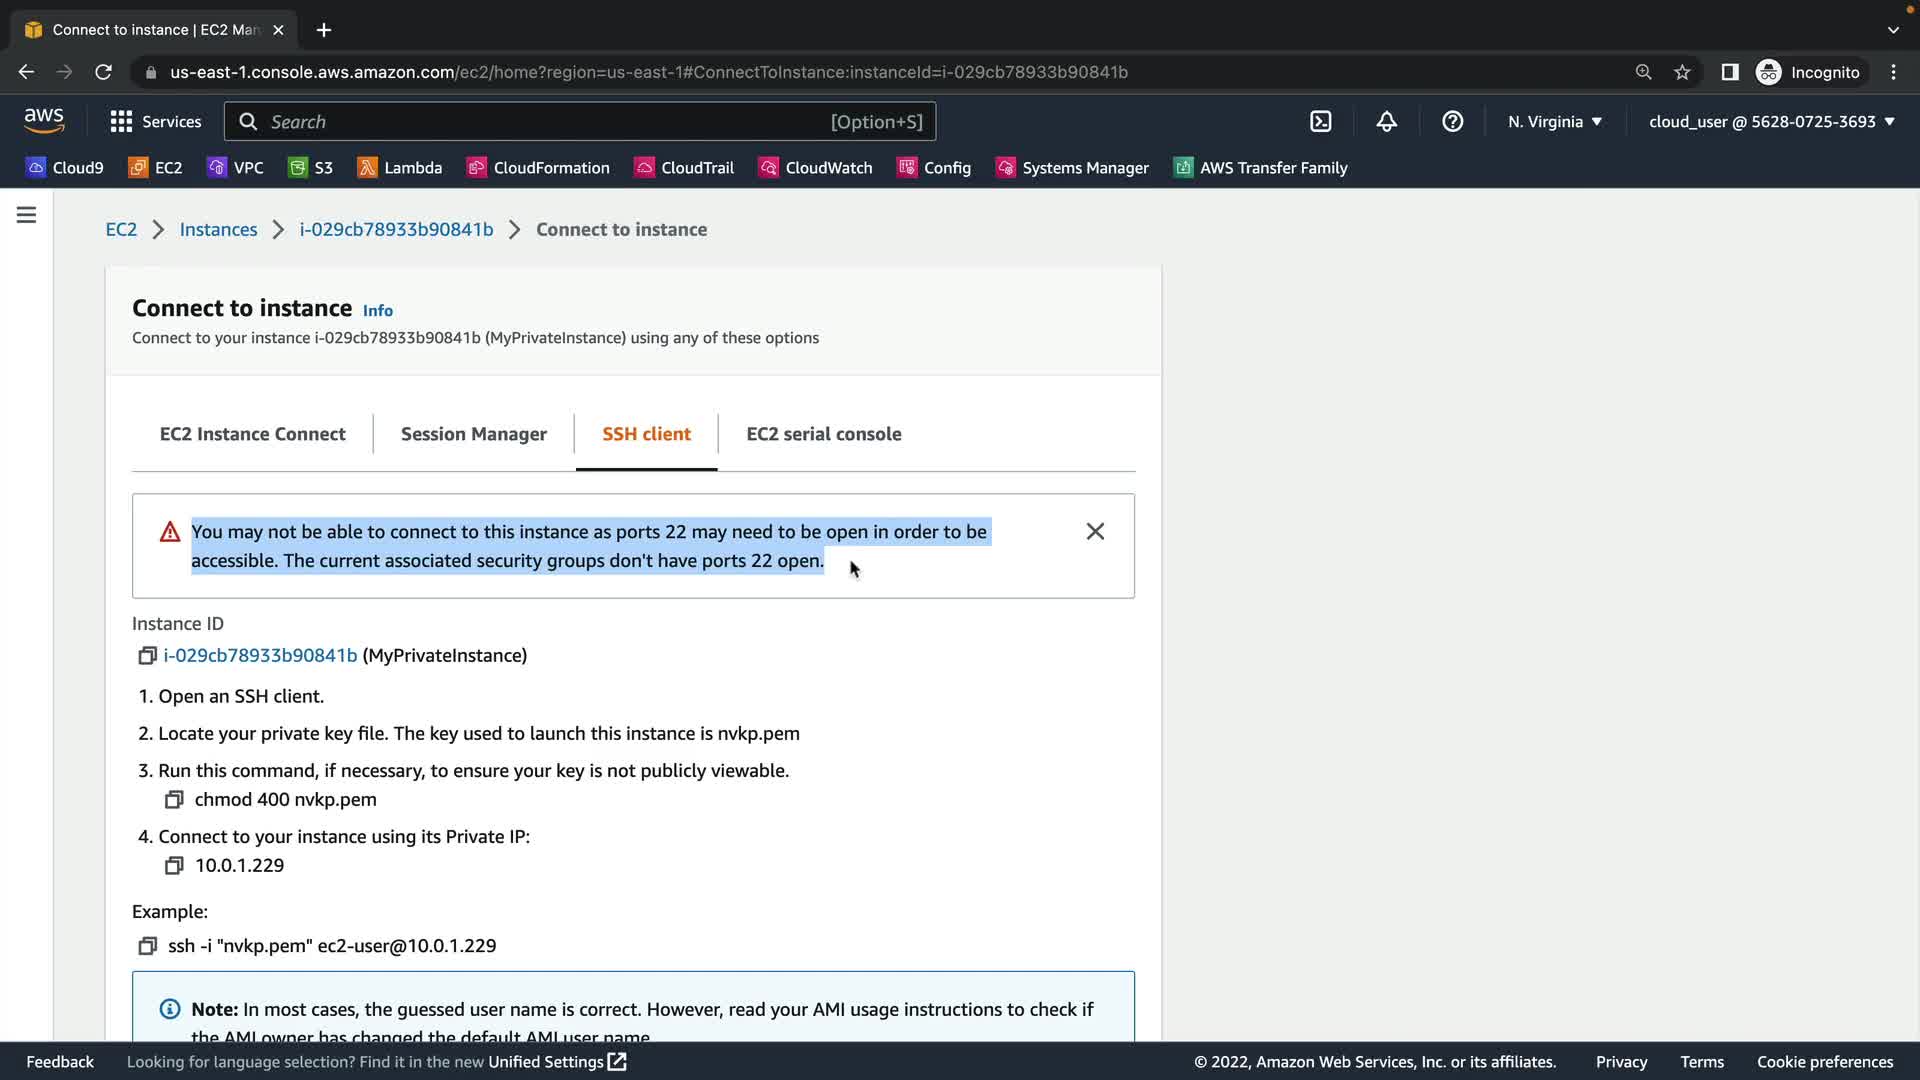 Connect to instance | EC2 Man
us-east-1.console.aws.amazon.com/ec2/home?region=us-east-1#ConnectToInstance:instanceId=i-029cb78933b90841b
Incognito
aws
Services
Search
[Option+S]
N. Virginia
cloud_user @ 5628-0725-3693
Cloud9
EC2
VPC
S3
Lambda
CloudFormation
CloudTrail
CloudWatch
Config
Systems Manager
AWS Transfer Family
EC2 > Instances > i-029cb78933b90841b > Connect to instance
Connect to instance Info
Connect to your instance i-029cb78933b90841b (MyPrivateInstance) using any of these options
EC2 Instance Connect
Session Manager
SSH client
EC2 serial console
You may not be able to connect to this instance as ports 22 may need to be open in order to be
accessible. The current associated security groups don't have ports 22 open.
Instance ID
i-029cb78933b90841b (MyPrivateInstance)
1. Open an SSH client.
2. Locate your private key file. The key used to launch this instance is nvkp.pem
3. Run this command, if necessary, to ensure your key is not publicly viewable.
chmod 400 nvkp.pem
4. Connect to your instance using its Private IP:
10.0.1.229
Example:
ssh -i "nvkp.pem" ec2-user@10.0.1.229
Note: In most cases, the guessed user name is correct. However, read your AMI usage instructions to check if
the AMI owner has changed the default AMI user name.
Feedback
Looking for language selection? Find it in the new Unified Settings
© 2022, Amazon Web Services, Inc. or its affiliates.
Privacy
Terms
Cookie preferences